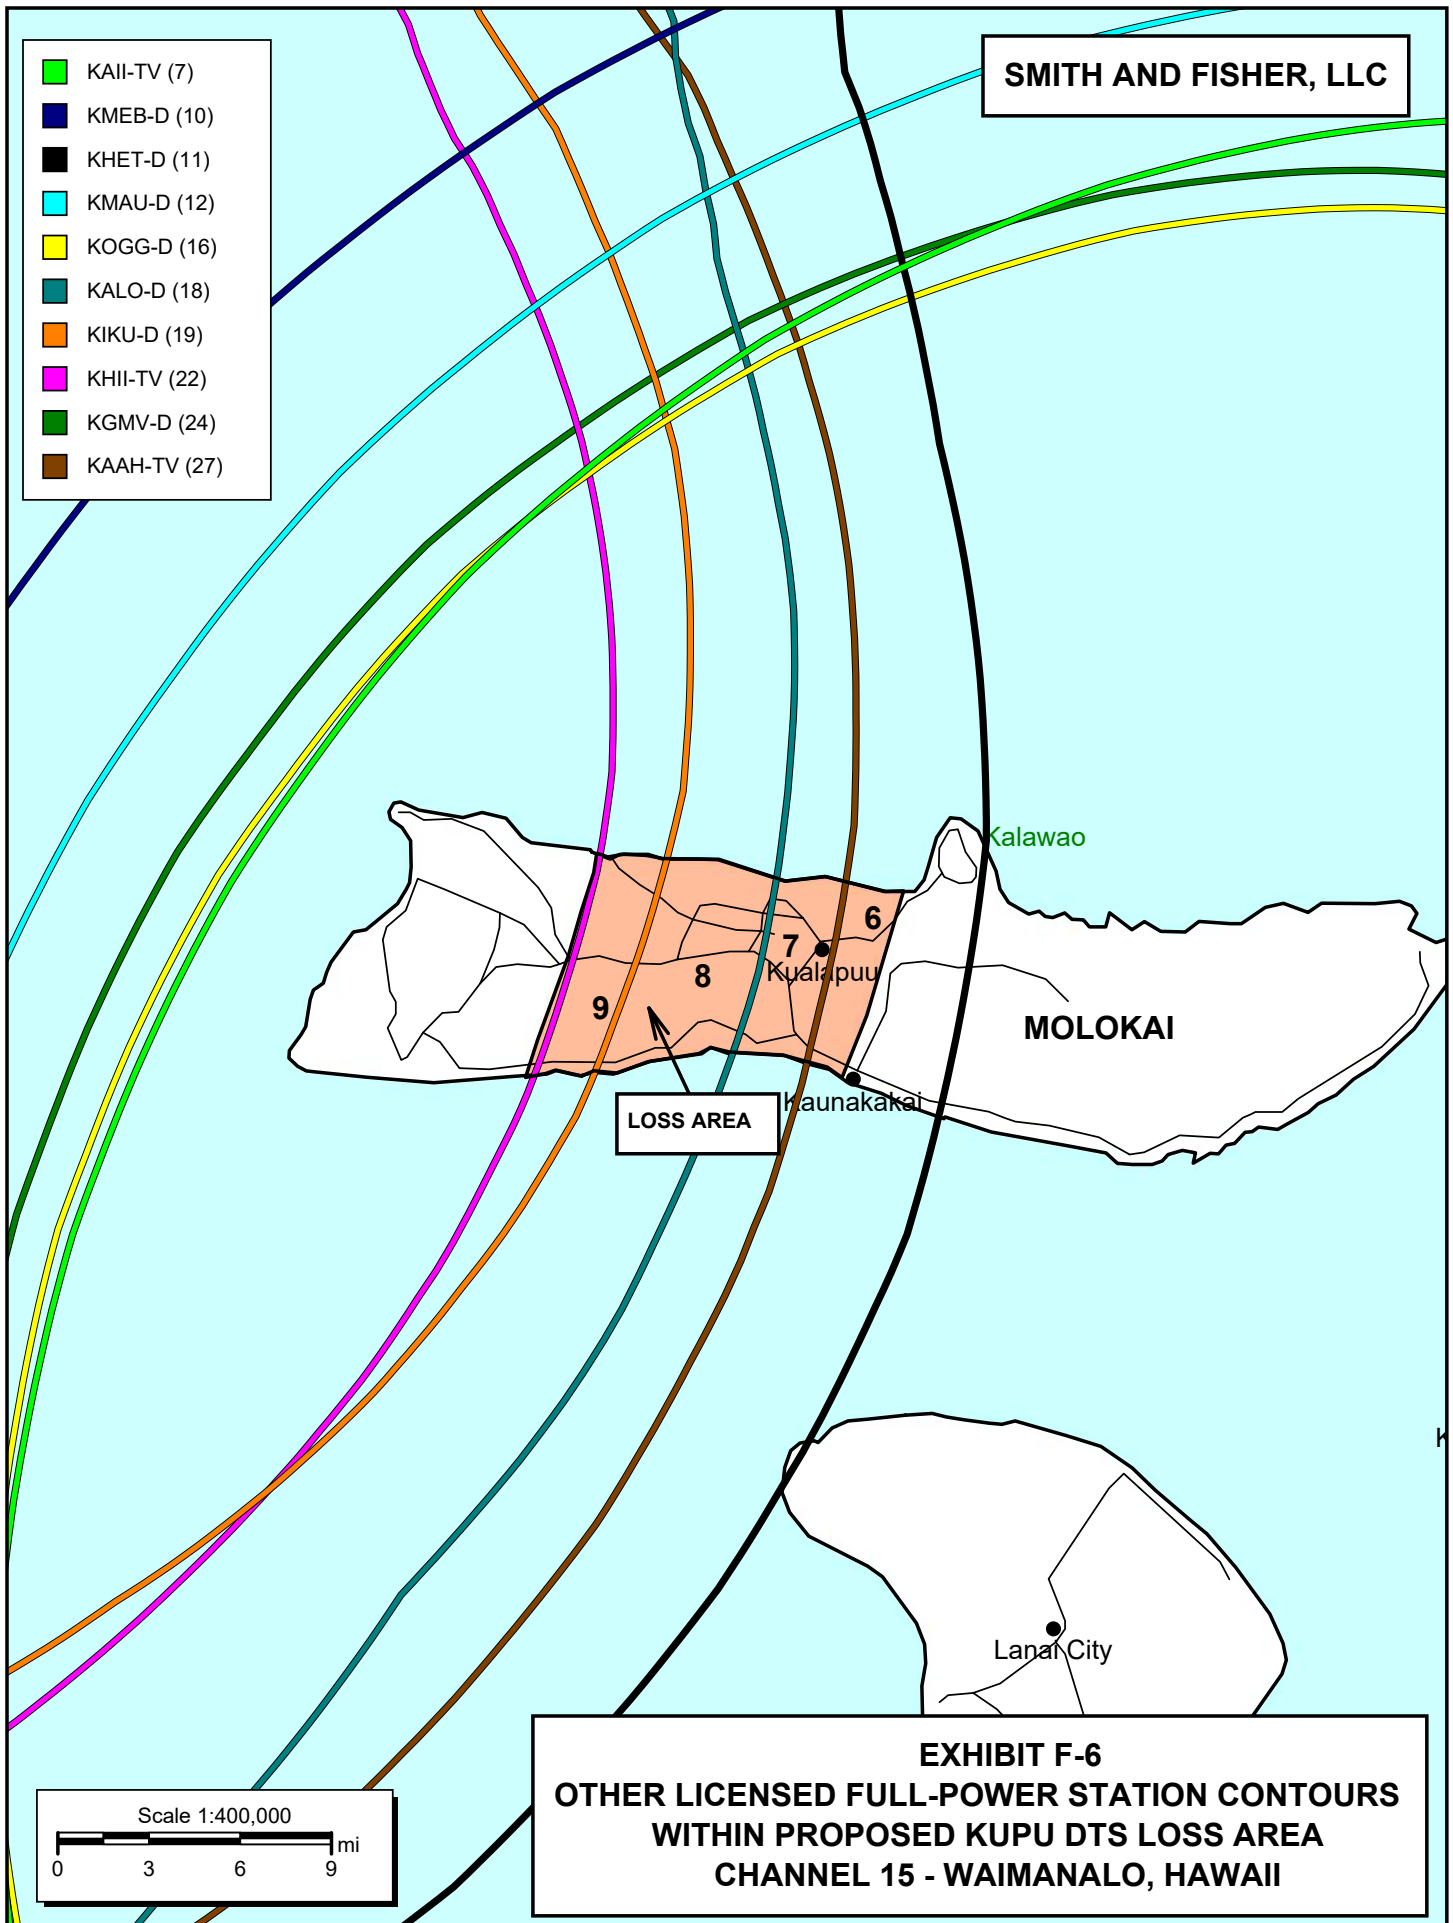 KAII-TV (7)
KMEB-D (10)
KHET-D (11)
KMAU-D (12)
KOGG-D (16)
KALO-D (18)
KIKU-D (19)
KHII-TV (22)
KGMV-D (24)
KAAH-TV (27)
SMITH AND FISHER, LLC
Kalawao
6
7
Kualapuu
8
9
MOLOKAI
Kaunakakai
LOSS AREA
K
Lanai City
EXHIBIT F-6
OTHER LICENSED FULL-POWER STATION CONTOURS
WITHIN PROPOSED KUPU DTS LOSS AREA
CHANNEL 15 - WAIMANALO, HAWAII
Scale 1:400,000
mi
0 3 6 9